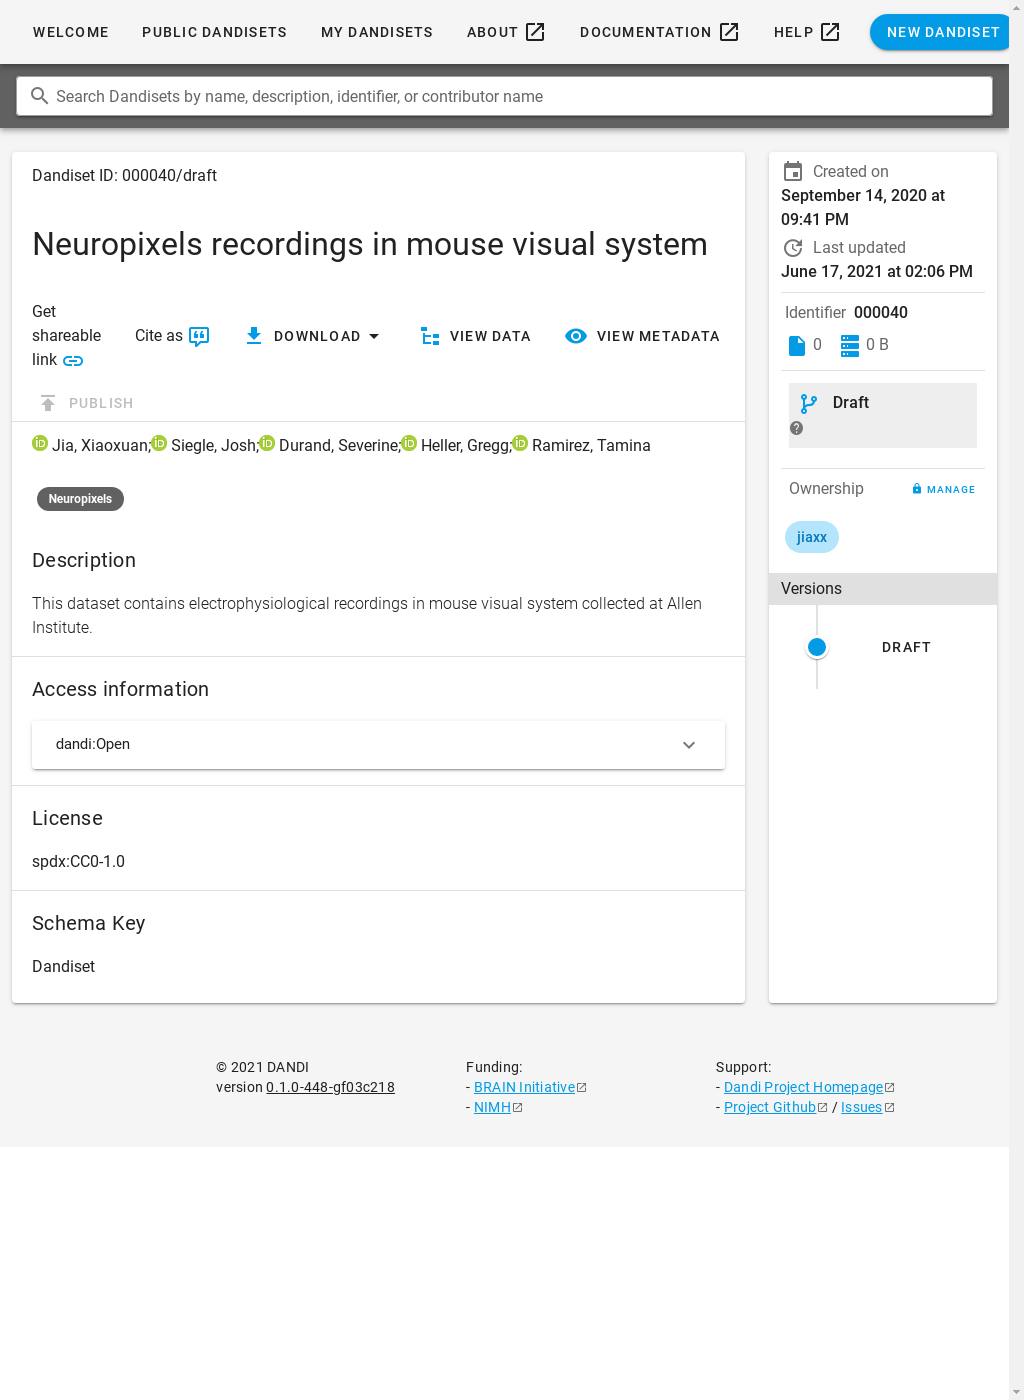 WELCOME PUBLIC DANDISETS MY DANDISETS ABOUT DOCUMENTATION HELP NEW DANDISET
Search Dandisets by name, description, identifier, or contributor name
Dandiset ID: 000040/draft
Neuropixels recordings in mouse visual system
Get
shareable
link
Cite as
DOWNLOAD
VIEW DATA
VIEW METADATA
PUBLISH
iD Jia, Xiaoxuan;iD Siegle, Josh;iD Durand, Severine;iD Heller, Gregg;iD Ramirez, Tamina
Neuropixels
Description
This dataset contains electrophysiological recordings in mouse visual system collected at Allen
Institute.
Access information
dandi:Open
License
spdx:CC0-1.0
Schema Key
Dandiset
Created on
September 14, 2020 at
09:41 PM
Last updated
June 17, 2021 at 02:06 PM
Identifier 000040
0 0 B
Draft
?
Ownership MANAGE
jiaxx
Versions
DRAFT
© 2021 DANDI
version 0.1.0-448-gf03c218
Funding:
- BRAIN Initiative
- NIMH
Support:
- Dandi Project Homepage
- Project Github / Issues